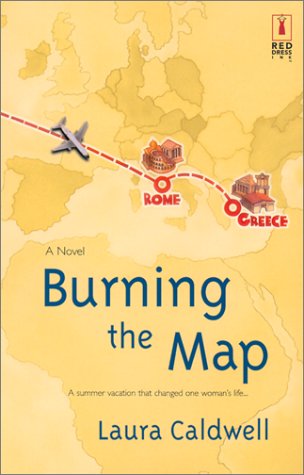 RED
DRESS
INK
ROME
GREECE
A Novel
Burning
the Map
A summer vacation that changed one woman's life...
Laura Caldwell